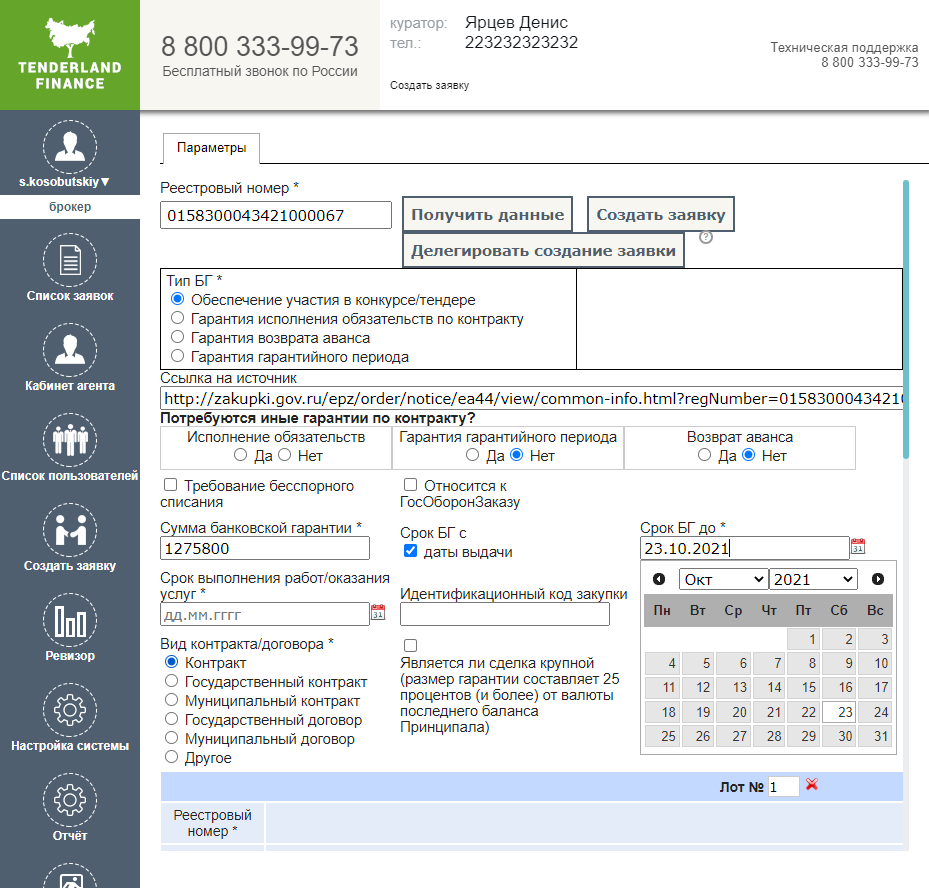 TENDERLAND
FINANCE
8 800 333-99-73
Бесплатный звонок по России
куратор: Ярцев Денис
тел.: 223232323232
Создать заявку
Техническая поддержка
8 800 333-99-73
s.kosobutskiy▼
брокер
Список заявок
Кабинет агента
Список пользователей
Создать заявку
Ревизор
Настройка системы
Отчёт
Параметры
Реестровый номер *
0158300043421000067
Получить данные
Создать заявку
Делегировать создание заявки
?
Тип БГ *
Обеспечение участия в конкурсе/тендере
Гарантия исполнения обязательств по контракту
Гарантия возврата аванса
Гарантия гарантийного периода
Ссылка на источник
http://zakupki.gov.ru/epz/order/notice/ea44/view/common-info.html?regNumber=01583000434210
Потребуются иные гарантии по контракту?
Исполнение обязательств
Да Нет
Гарантия гарантийного периода
Да Нет
Возврат аванса
Да Нет
Требование бесспорного
списания
Относится к
ГосОборонЗаказу
Сумма банковской гарантии *
1275800
Срок БГ с
даты выдачи
Срок БГ до *
23.10.2021
31
Срок выполнения работ/оказания
услуг *
дд.мм.гггг
31
Идентификационный код закупки
Окт 2021
Пн Вт Ср Чт Пт Сб Вс
1 2 3
4 5 6 7 8 9 10
11 12 13 14 15 16 17
18 19 20 21 22 23 24
25 26 27 28 29 30 31
Вид контракта/договора *
Контракт
Государственный контракт
Муниципальный контракт
Государственный договор
Муниципальный договор
Другое
Является ли сделка крупной
(размер гарантии составляет 25
процентов (и более) от валюты
последнего баланса
Принципала)
Лот № 1
Реестровый
номер *